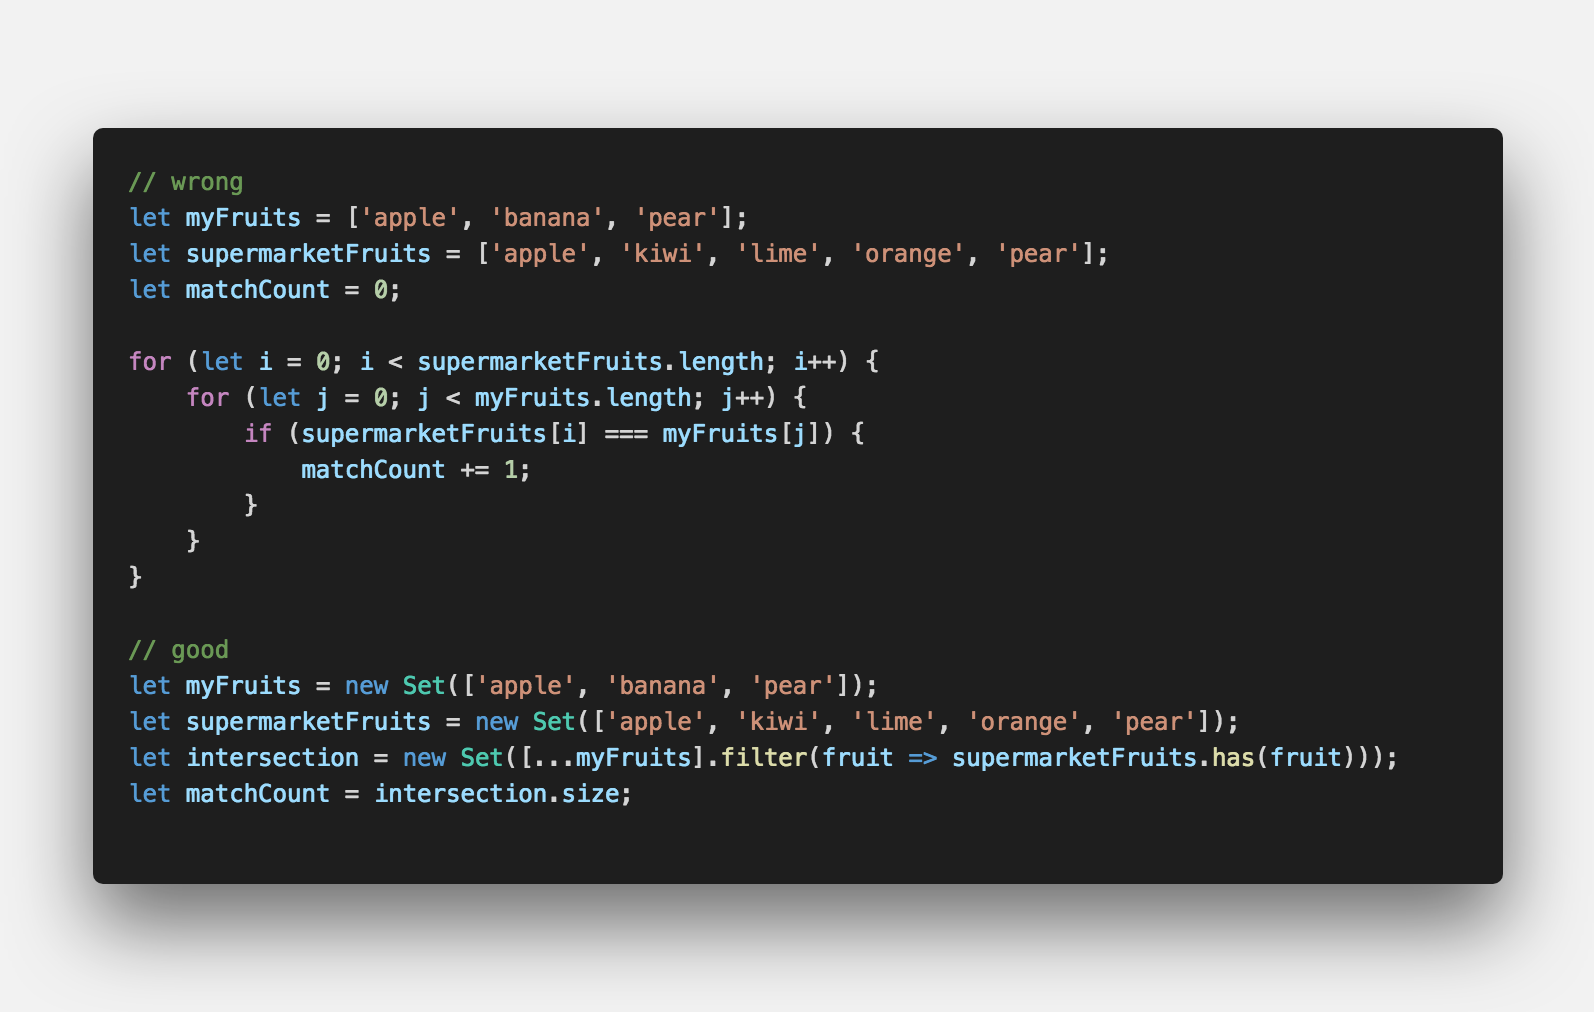 // wrong
let myFruits = ['apple', 'banana', 'pear'];
let supermarketFruits = ['apple', 'kiwi', 'lime', 'orange', 'pear'];
let matchCount = 0;

for (let i = 0; i < supermarketFruits.length; i++) {
    for (let j = 0; j < myFruits.length; j++) {
        if (supermarketFruits[i] === myFruits[j]) {
            matchCount += 1;
        }
    }
}

// good
let myFruits = new Set(['apple', 'banana', 'pear']);
let supermarketFruits = new Set(['apple', 'kiwi', 'lime', 'orange', 'pear']);
let intersection = new Set([...myFruits].filter(fruit => supermarketFruits.has(fruit)));
let matchCount = intersection.size;